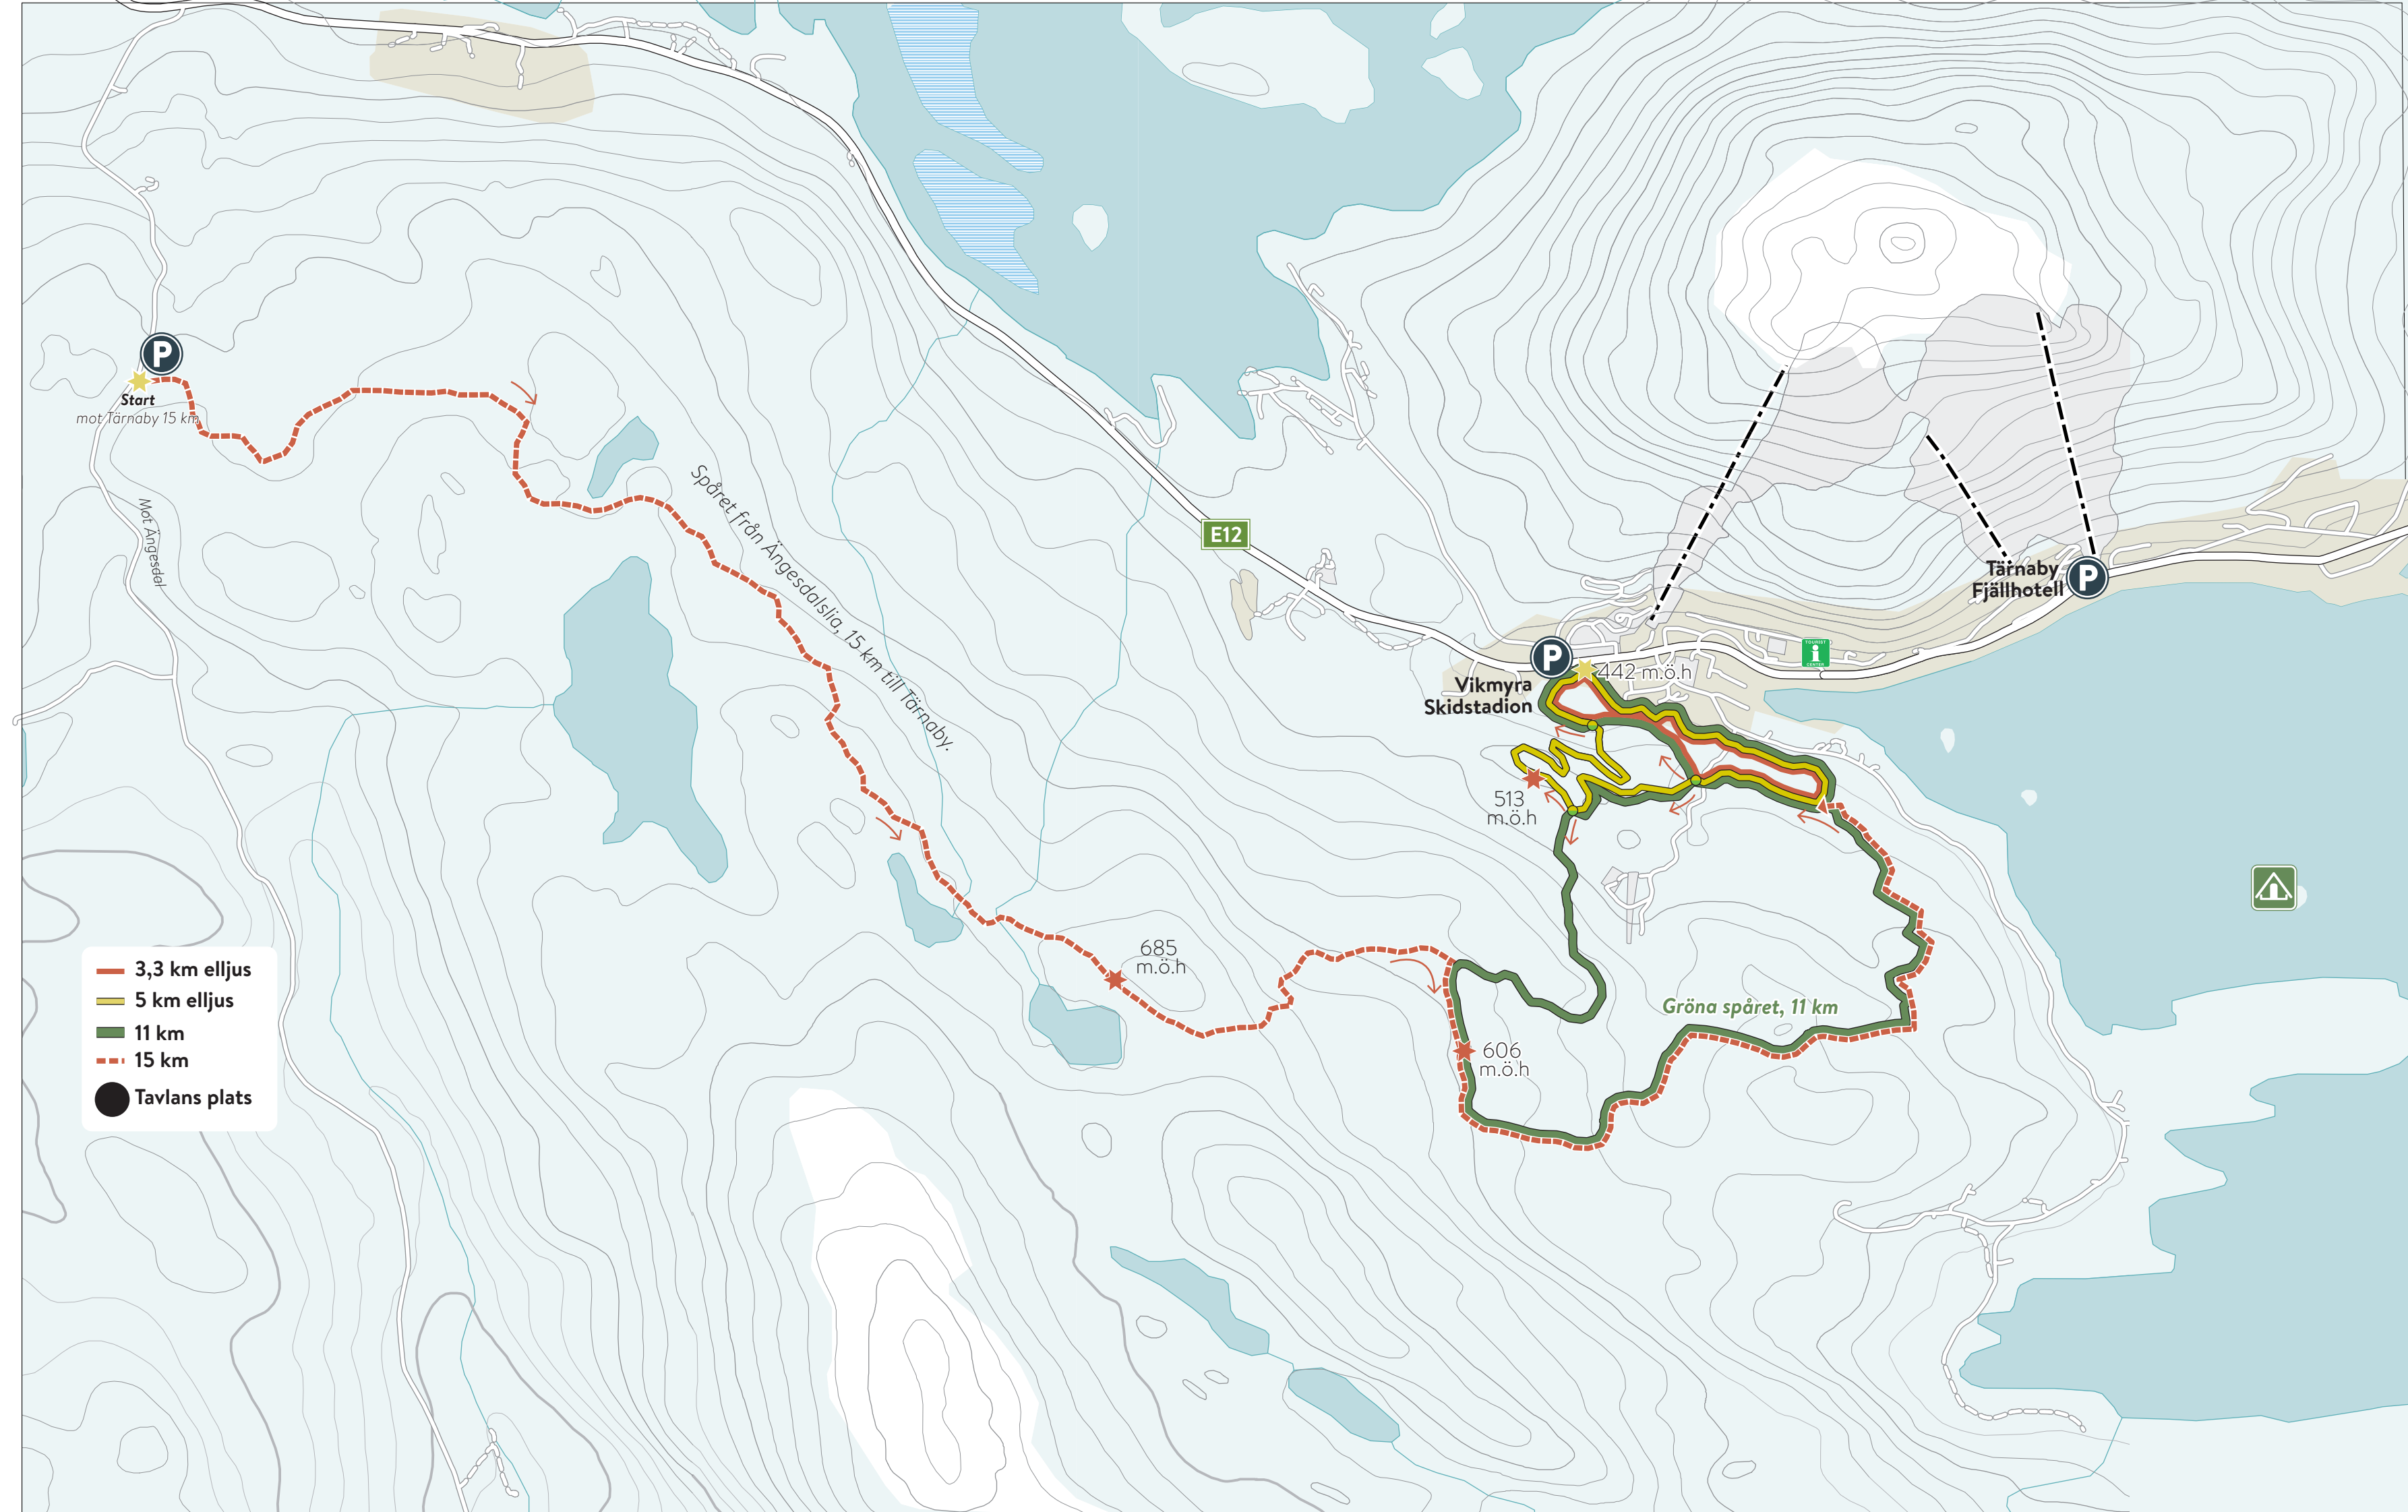 P
Start
mot Tärnaby 15 km
Mot Ängesdal
Spåret från Ängesdalslia, 15 km till Tärnaby.
E12
Tärnaby
Fjällhotell
P
TOURIST
i
CENTER
P
442 m.ö.h
Vikmyra
Skidstadion
513
m.ö.h
685
m.ö.h
Gröna spåret, 11 km
606
m.ö.h
3,3 km elljus
5 km elljus
11 km
15 km
Tavlans plats